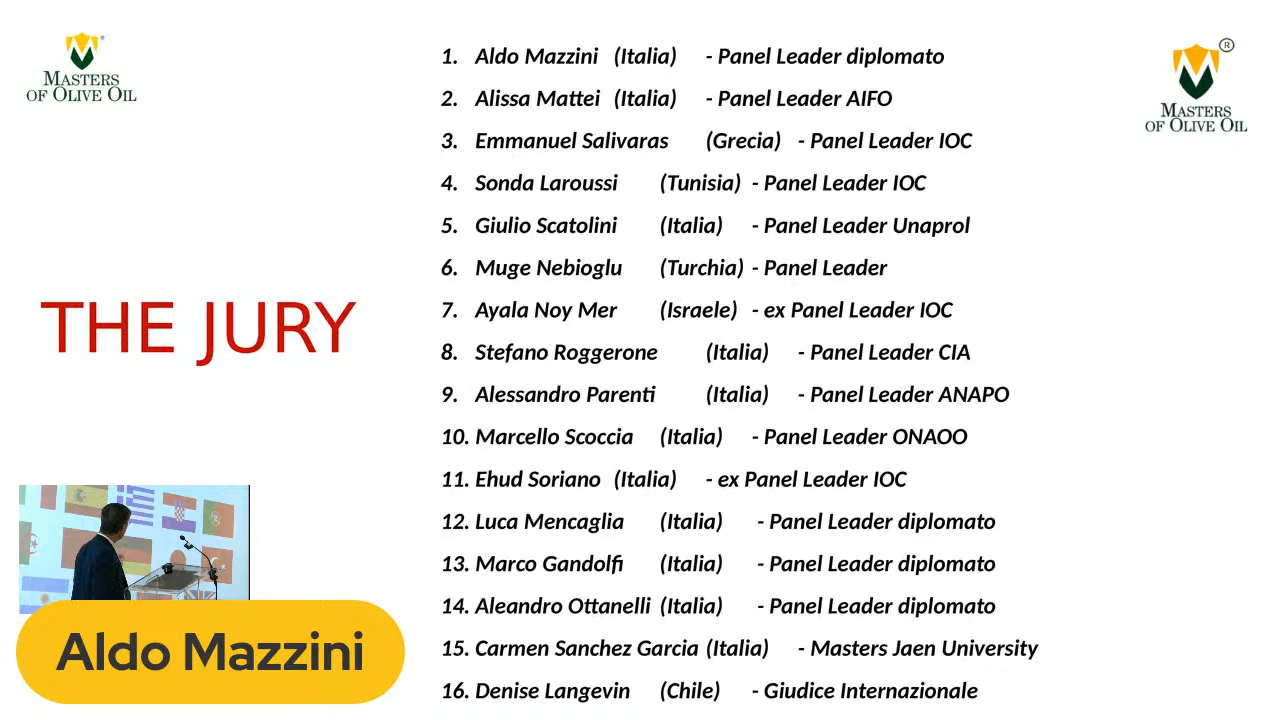 MASTERS
OF OLIVE OIL
®
MASTERS
OF OLIVE OIL
THE JURY
1. Aldo Mazzini (Italia) - Panel Leader diplomato
2. Alissa Mattei (Italia) - Panel Leader AIFO
3. Emmanuel Salivaras (Grecia) - Panel Leader IOC
4. Sonda Laroussi (Tunisia) - Panel Leader IOC
5. Giulio Scatolini (Italia) - Panel Leader Unaprol
6. Muge Nebioglu (Turchia) - Panel Leader
7. Ayala Noy Mer (Israele) - ex Panel Leader IOC
8. Stefano Roggerone (Italia) - Panel Leader CIA
9. Alessandro Parenti (Italia) - Panel Leader ANAPO
10. Marcello Scoccia (Italia) - Panel Leader ONAOO
11. Ehud Soriano (Italia) - ex Panel Leader IOC
12. Luca Mencaglia (Italia) - Panel Leader diplomato
13. Marco Gandolfi (Italia) - Panel Leader diplomato
14. Aleandro Ottanelli (Italia) - Panel Leader diplomato
15. Carmen Sanchez Garcia (Italia) - Masters Jaen University
16. Denise Langevin (Chile) - Giudice Internazionale
Aldo Mazzini